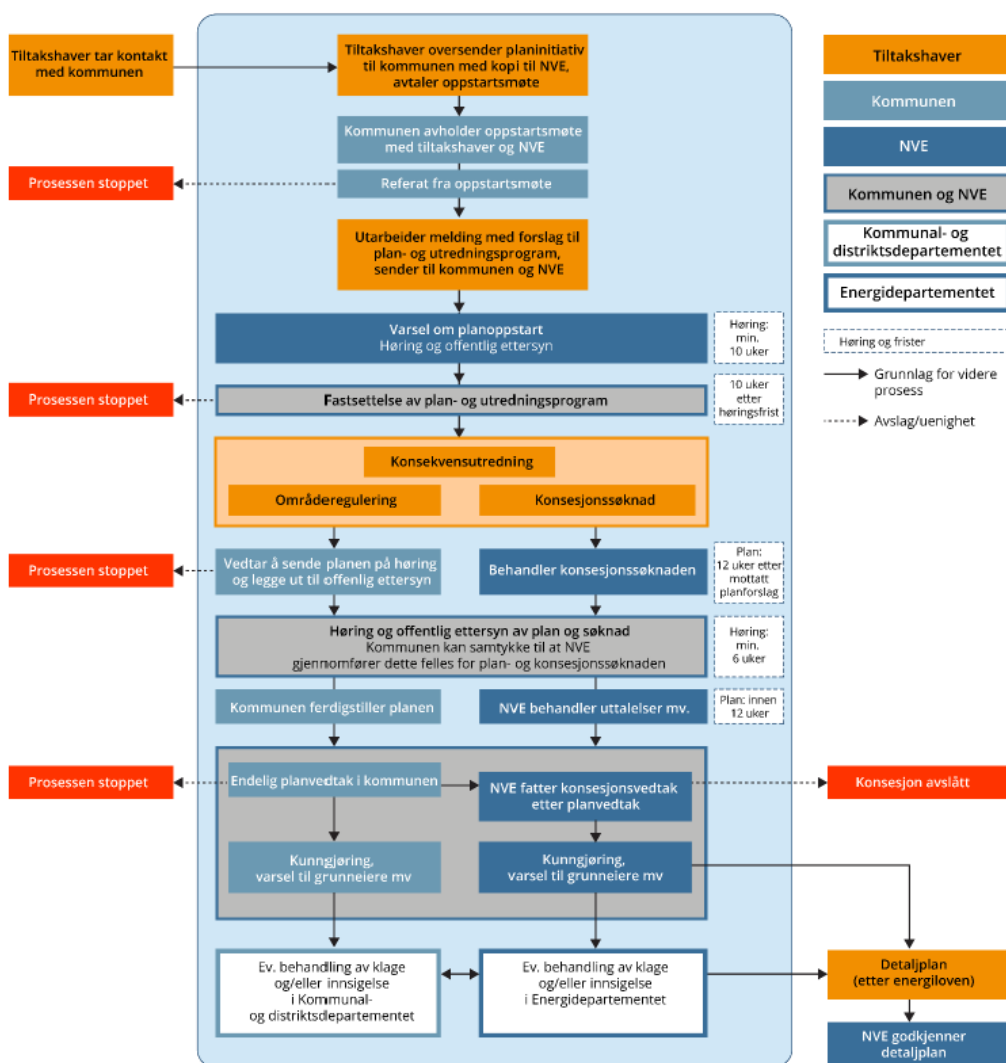 Tiltakshaver tar kontakt
med kommunen
Tiltakshaver oversender planinitiativ
til kommunen med kopi til NVE,
avtaler oppstartsmøte
Kommunen avholder oppstartsmøte
med tiltakshaver og NVE
Prosessen stoppet
Referat fra oppstartsmøte
Utarbeider melding med forslag til
plan- og utredningsprogram,
sender til kommunen og NVE
Varsel om planoppstart
Høring og offentlig ettersyn
Høring:
min.
10 uker
Prosessen stoppet
Fastsettelse av plan- og utredningsprogram
10 uker
etter
høringsfrist
Konsekvensutredning
Områderegulering
Konsesjonssøknad
Prosessen stoppet
Vedtar å sende planen på høring
og legge ut til offentlig ettersyn
Behandler konsesjonssøknaden
Plan:
12 uker etter
mottatt
planforslag
Høring og offentlig ettersyn av plan og søknad
Kommunen kan samtykke til at NVE
gjennomfører dette felles for plan- og konsesjonssøknaden
Høring:
min.
6 uker
Kommunen ferdigstiller planen
NVE behandler uttalelser mv.
Plan: innen
12 uker
Prosessen stoppet
Endelig planvedtak i kommunen
NVE fatter konsesjonsvedtak
etter planvedtak
Konsesjon avslått
Kunngjøring,
varsel til grunneiere mv
Kunngjøring,
varsel til grunneiere mv
Ev. behandling av klage
og/eller innsigelse
i Kommunal-
og distriktsdepartementet
Ev. behandling av klage
og/eller innsigelse
i Energidepartementet
Detaljplan
(etter energiloven)
NVE godkjenner
detaljplan
Tiltakshaver
Kommunen
NVE
Kommunen og NVE
Kommunal- og
distriktsdepartementet
Energidepartementet
Høring og frister
Grunnlag for videre
prosess
Avslag/uenighet